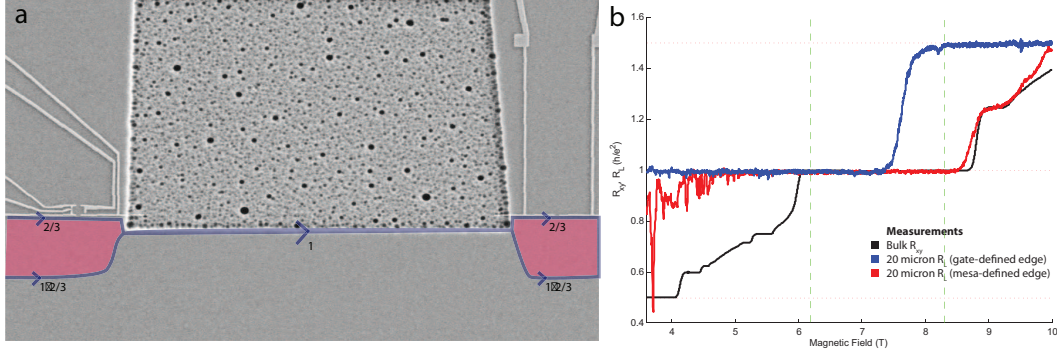 a
2/3
1
2/3
2/3
2/3
b
R_xy, R_L (h/e²)
1.6
1.4
1.2
1
0.8
0.6
0.4
4
5
6
7
8
9
10
Magnetic Field (T)
Measurements
Bulk R_xy
20 micron R_L (gate-defined edge)
20 micron R_L (mesa-defined edge)